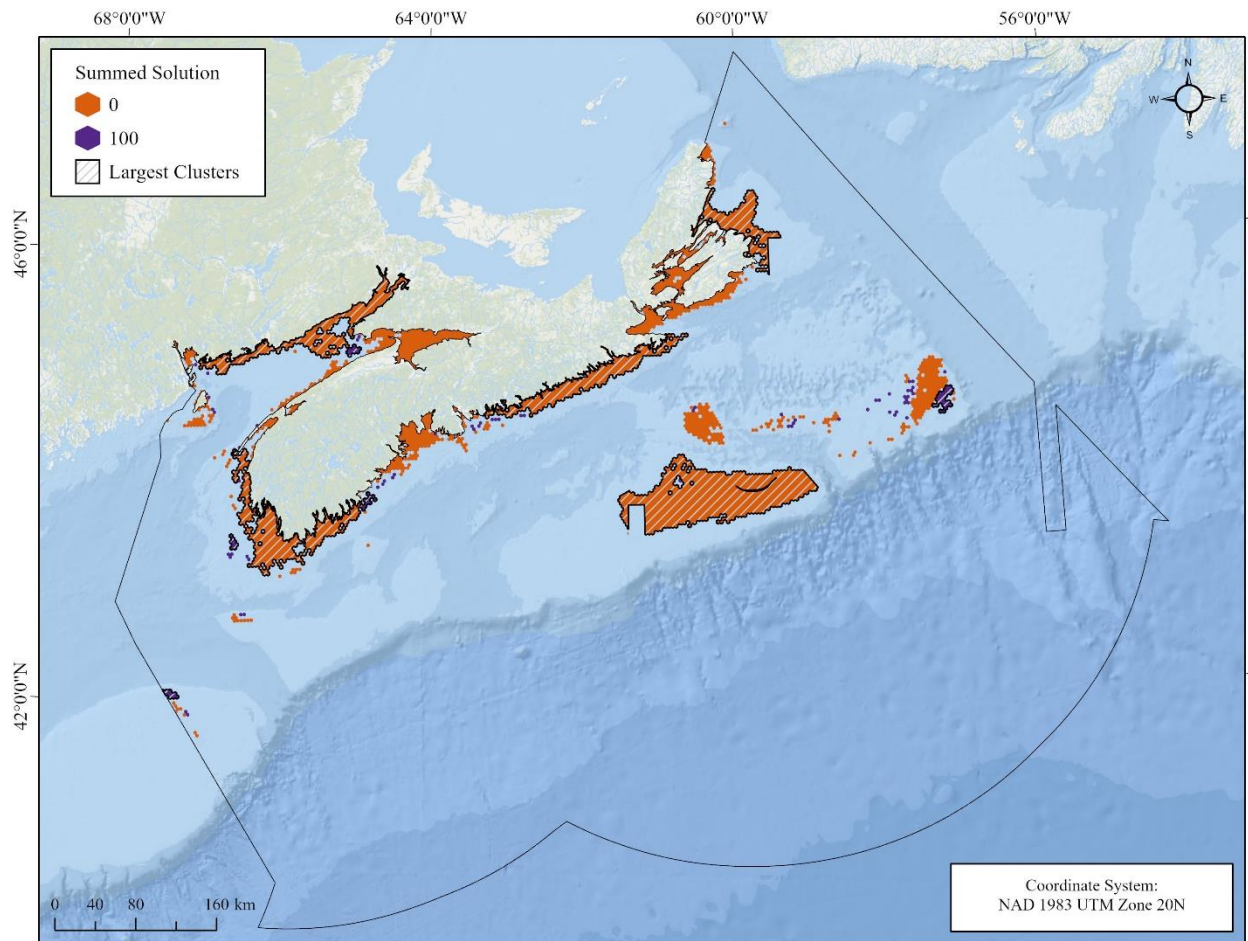 68°0'0"W
64°0'0"W
60°0'0"W
56°0'0"W
Summed Solution
0
100
Largest Clusters
N
W
E
S
46°0'0"N
42°0'0"N
0 40 80 160 km
Coordinate System:
NAD 1983 UTM Zone 20N